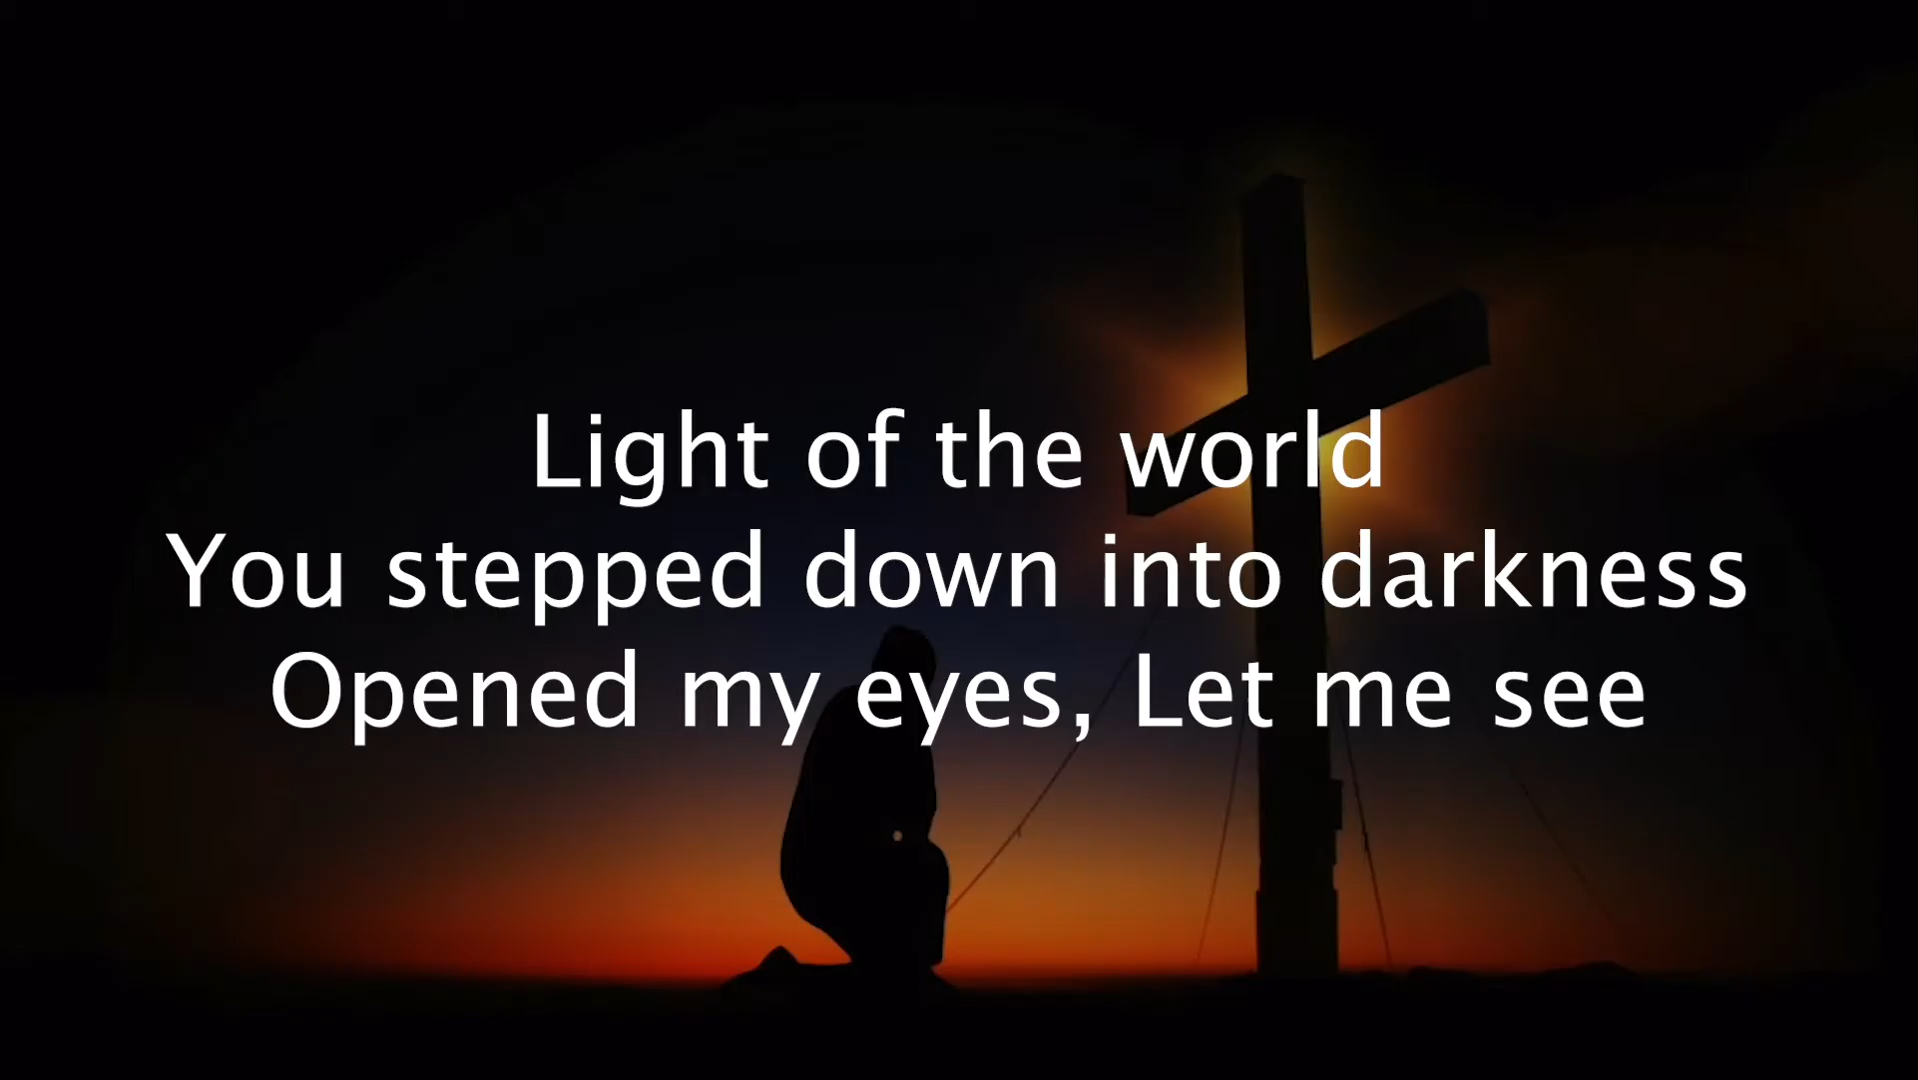 Light of the world
You stepped down into darkness
Opened my eyes, Let me see